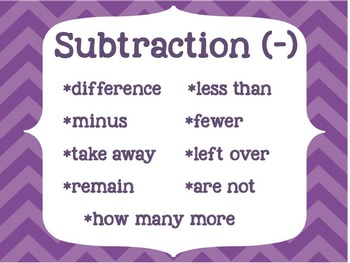 Subtraction (-)
*difference *less than
*minus *fewer
*take away *left over
*remain *are not
*how many more